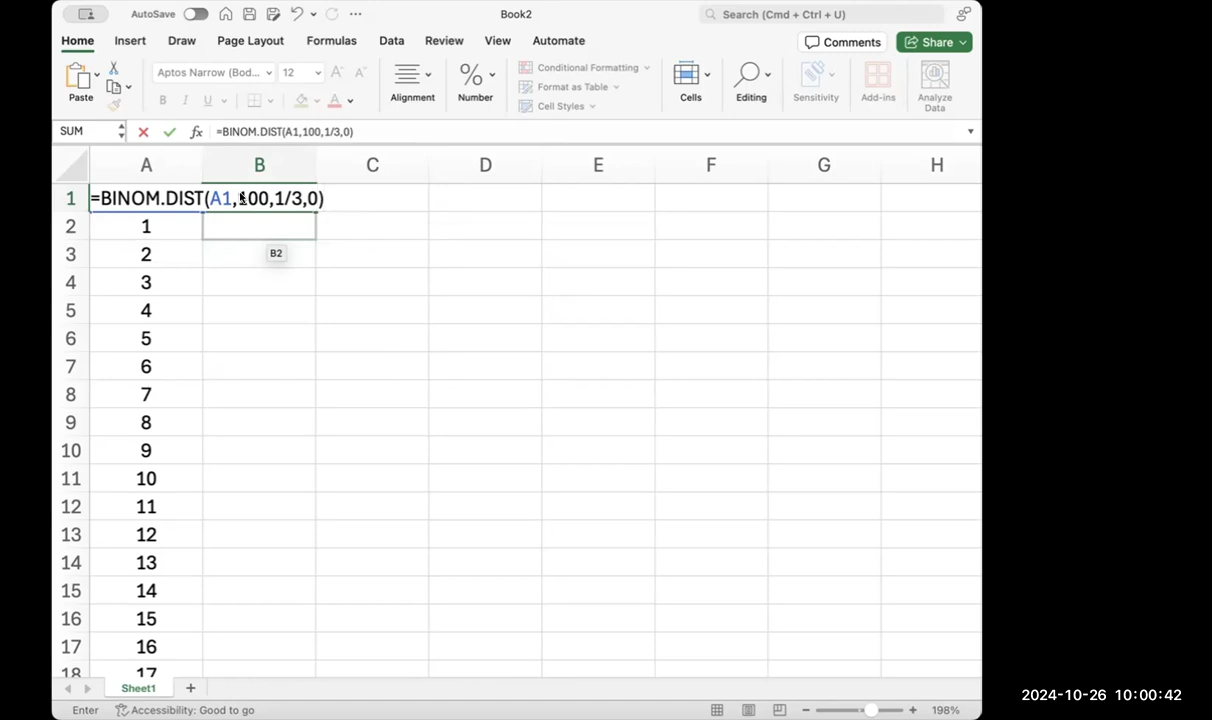 AutoSave
Book2
Search (Cmd + Ctrl + U)
Home Insert Draw Page Layout Formulas Data Review View Automate
Comments
Share
Paste
Aptos Narrow (Bod...
12
A A
B I U
A
Alignment
%
Number
Conditional Formatting
Format as Table
Cell Styles
Cells
Editing
Sensitivity
Add-ins
Analyze
Data
SUM
fx
=BINOM.DIST(A1,100,1/3,0)
A B C D E F G H
1 =BINOM.DIST(A1,100,1/3,0)
2 1
B2
3 2
4 3
5 4
6 5
7 6
8 7
9 8
10 9
11 10
12 11
13 12
14 13
15 14
16 15
17 16
18 17
Sheet1
Enter
Accessibility: Good to go
198%
2024-10-26 10:00:42